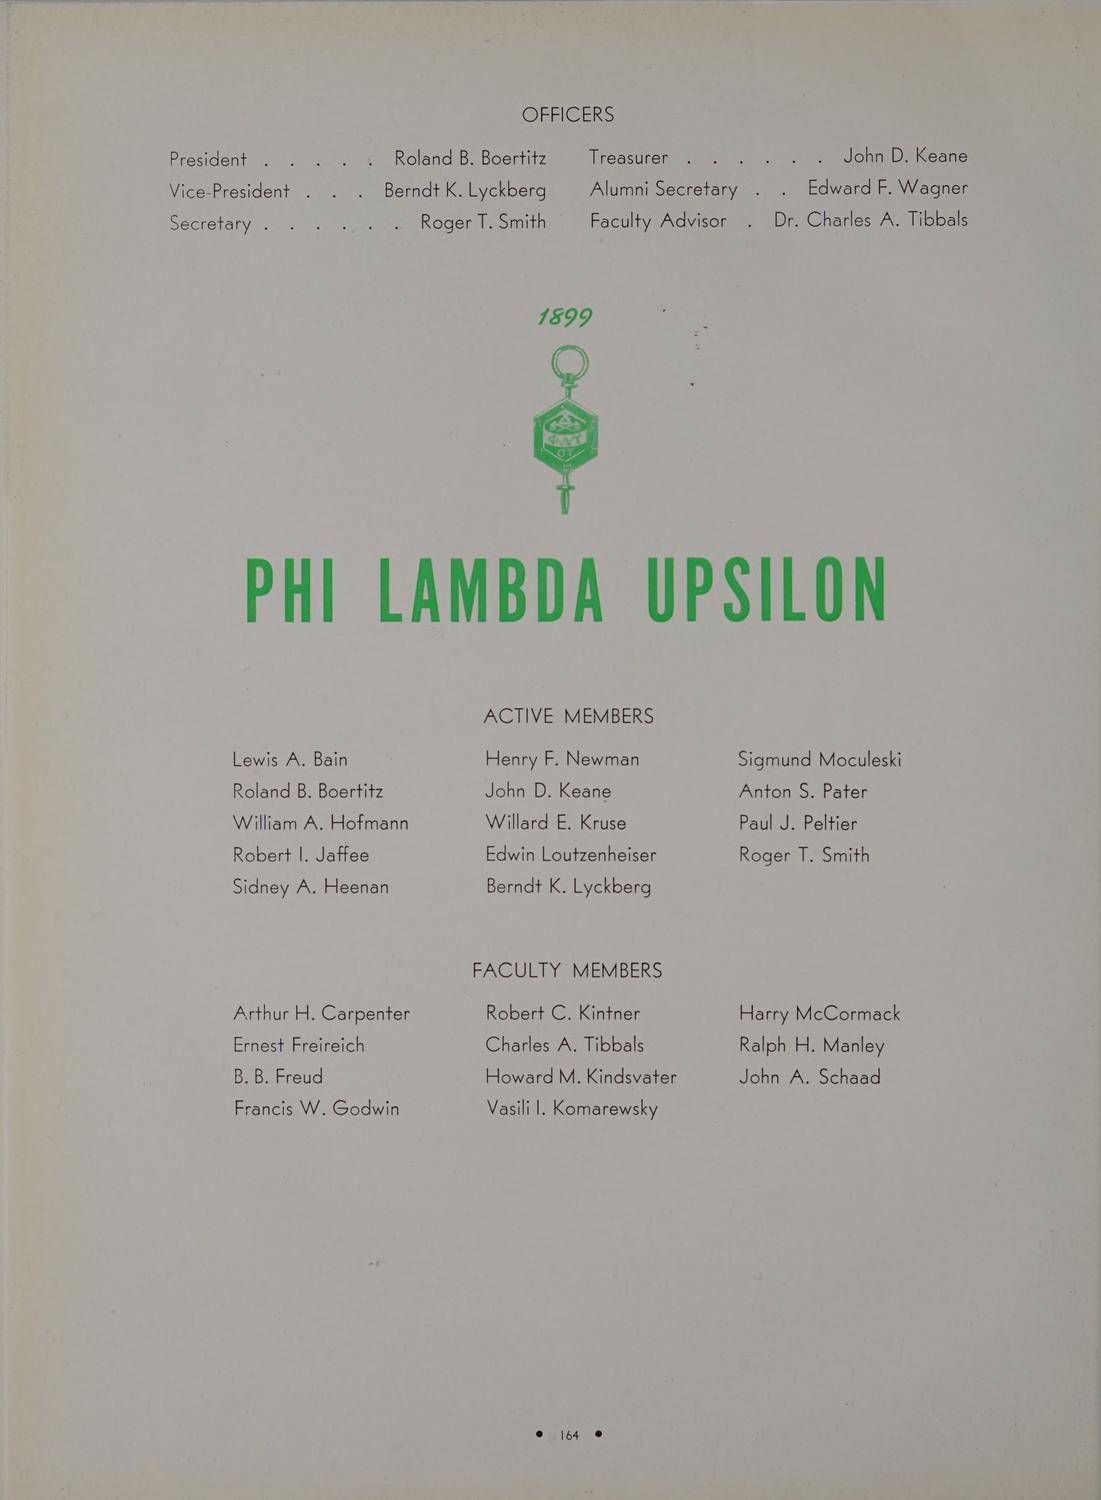 OFFICERS
President . . . . . Roland B. Boertitz
Vice-President . . . Berndt K. Lyckberg
Secretary . . . . . . Roger T. Smith
Treasurer . . . . . . John D. Keane
Alumni Secretary . . Edward F. Wagner
Faculty Advisor . Dr. Charles A. Tibbals
1899
ΦΛΥ
PHI LAMBDA UPSILON
ACTIVE MEMBERS
Lewis A. Bain
Roland B. Boertitz
William A. Hofmann
Robert I. Jaffee
Sidney A. Heenan
Henry F. Newman
John D. Keane
Willard E. Kruse
Edwin Loutzenheiser
Berndt K. Lyckberg
Sigmund Moculeski
Anton S. Pater
Paul J. Peltier
Roger T. Smith
FACULTY MEMBERS
Arthur H. Carpenter
Ernest Freireich
B. B. Freud
Francis W. Godwin
Robert C. Kintner
Charles A. Tibbals
Howard M. Kindsvater
Vasili I. Komarewsky
Harry McCormack
Ralph H. Manley
John A. Schaad
• 164 •